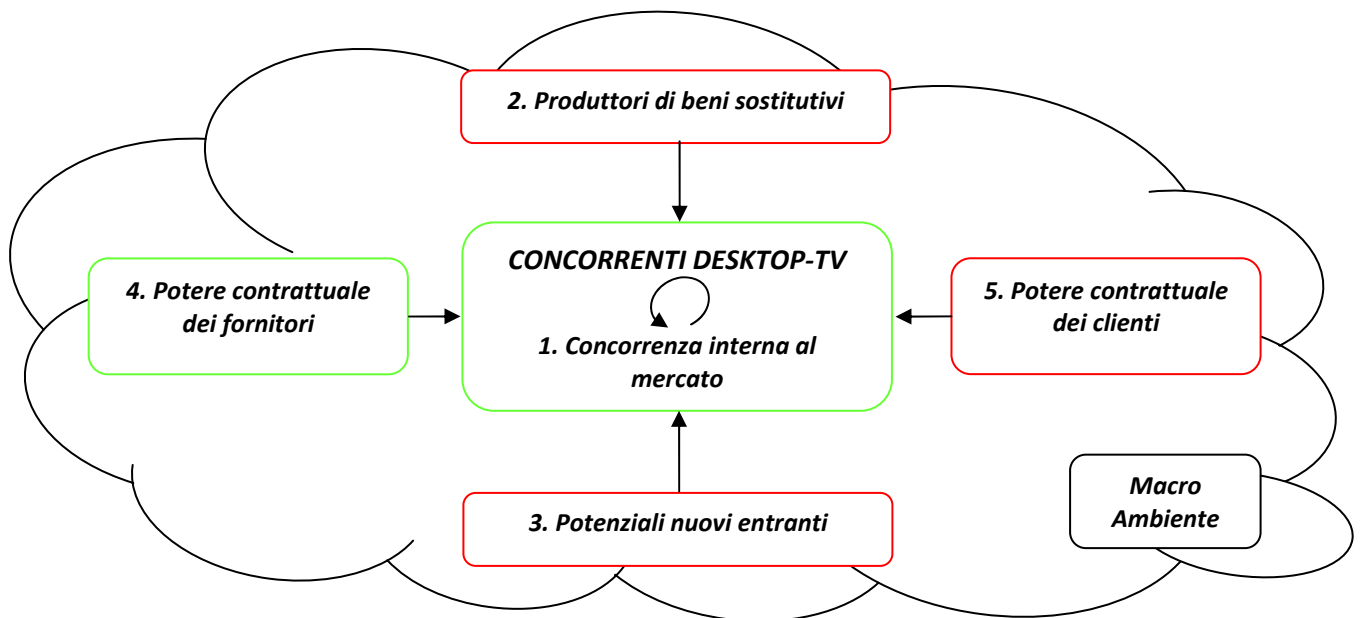 2. Produttori di beni sostitutivi
CONCORRENTI DESKTOP-TV
1. Concorrenza interna al
mercato
4. Potere contrattuale
dei fornitori
5. Potere contrattuale
dei clienti
3. Potenziali nuovi entranti
Macro
Ambiente